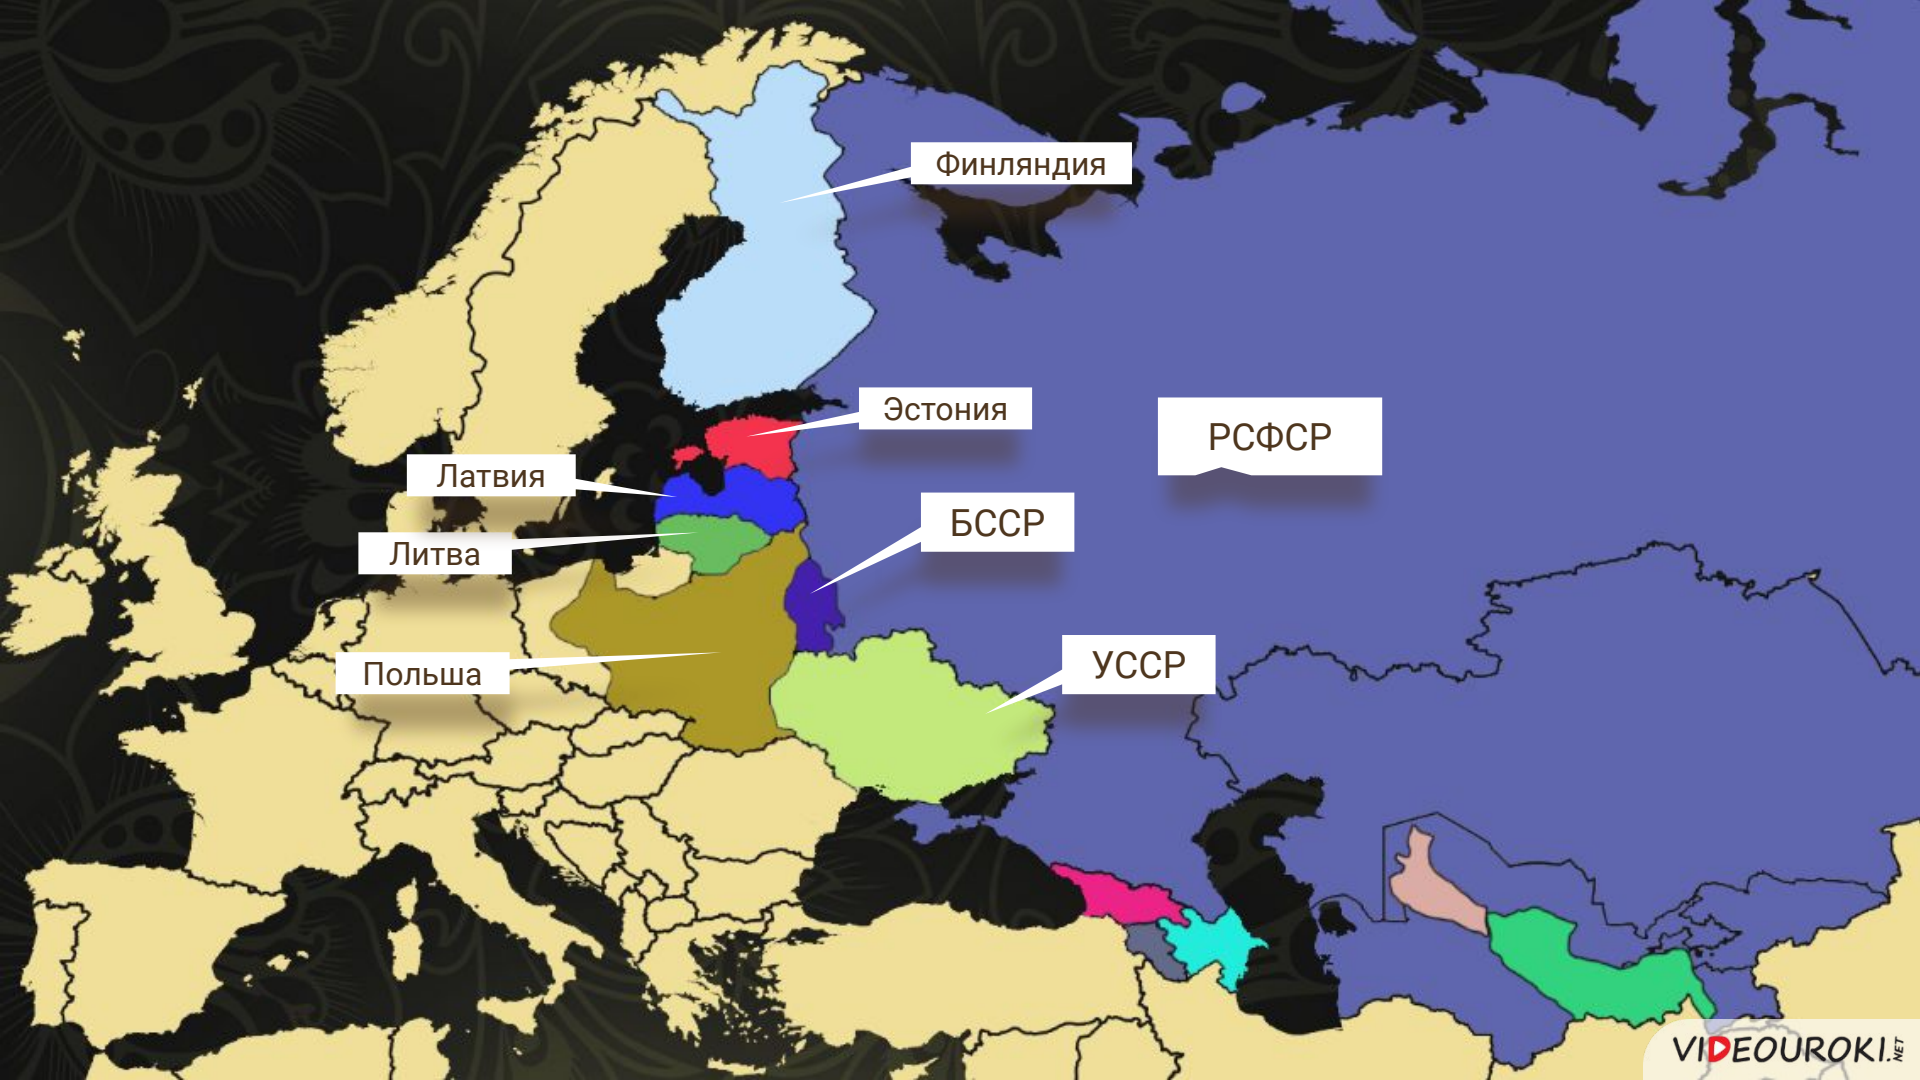 Финляндия
Эстония
РСФСР
Латвия
БССР
Литва
УССР
Польша
VIDEOUROKI.NET